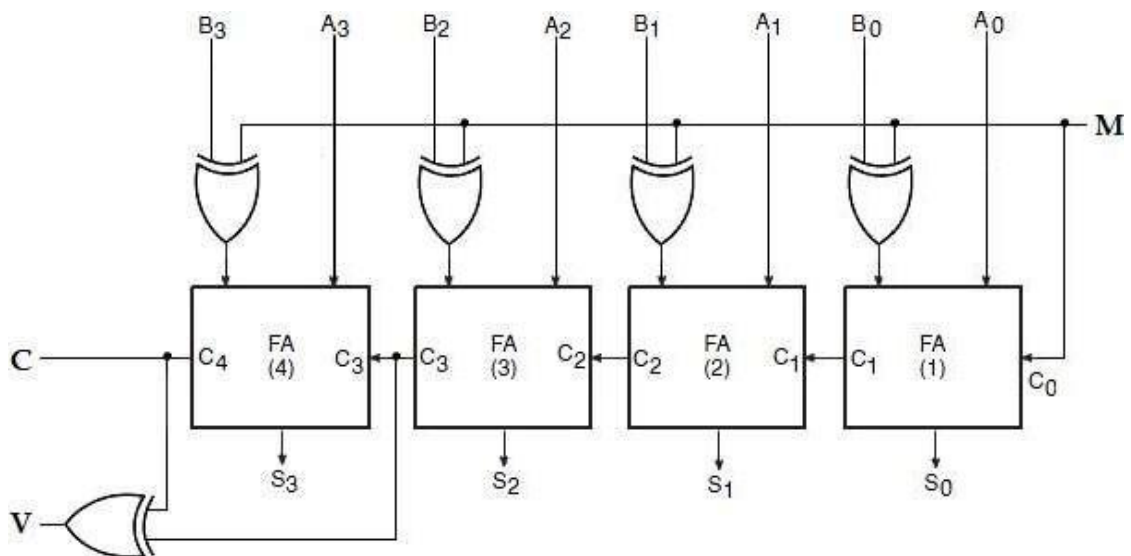 B3 A3 B2 A2 B1 A1 B0 A0
M
FA FA FA FA
C C4 (4) C3 C3 (3) C2 C2 (2) C1 C1 (1)
C0
S3 S2 S1 S0
V